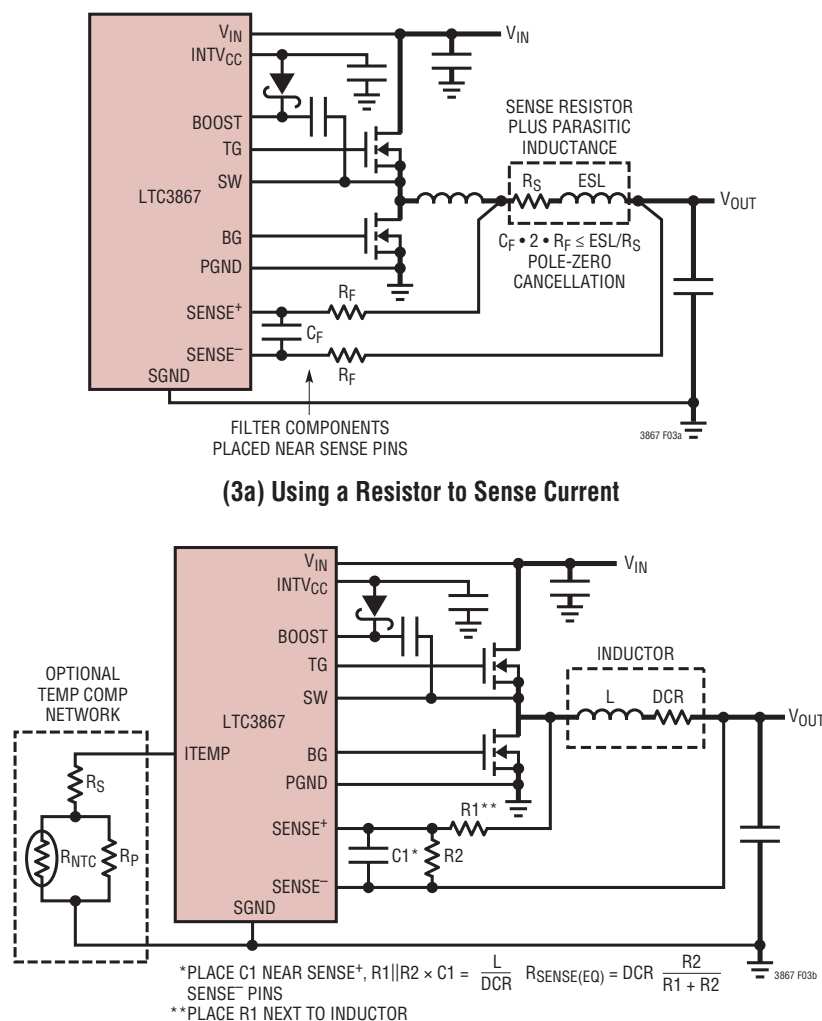 VIN
INTVCC
BOOST
TG
SW
LTC3867
BG
PGND
SENSE+
SENSE−
SGND
VIN
SENSE RESISTOR
PLUS PARASITIC
INDUCTANCE
RS
ESL
VOUT
CF • 2 • RF ≤ ESL/RS
POLE-ZERO
CANCELLATION
RF
CF
RF
FILTER COMPONENTS
PLACED NEAR SENSE PINS
3867 F03a
(3a) Using a Resistor to Sense Current
VIN
INTVCC
BOOST
TG
SW
LTC3867
ITEMP
BG
PGND
SENSE+
SENSE−
SGND
VIN
INDUCTOR
L
DCR
VOUT
OPTIONAL
TEMP COMP
NETWORK
RS
RNTC
RP
R1**
C1*
R2
*PLACE C1 NEAR SENSE+, R1||R2 × C1 = L/DCR RSENSE(EQ) = DCR R2/(R1 + R2)
SENSE− PINS
**PLACE R1 NEXT TO INDUCTOR
3867 F03b